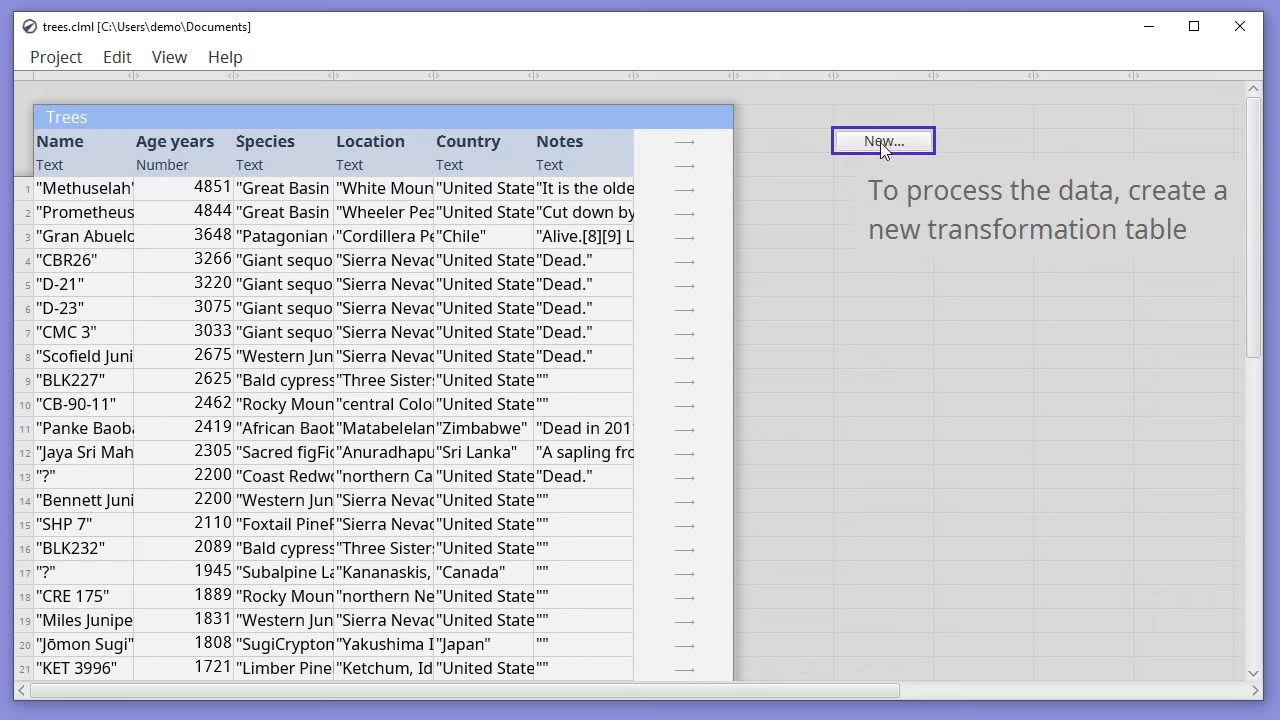 trees.clml [C:\Users\demo\Documents]
Project Edit View Help
Trees
Name Age years Species Location Country Notes
Text Number Text Text Text Text
New...
To process the data, create a
new transformation table
1 "Methuselah" 4851 "Great Basin "White Moun "United State "It is the olde
2 "Prometheus 4844 "Great Basin "Wheeler Pea "United State "Cut down by
3 "Gran Abuelo 3648 "Patagonian "Cordillera Pe "Chile" "Alive.[8][9] L
4 "CBR26" 3266 "Giant sequo "Sierra Nevad "United State "Dead."
5 "D-21" 3220 "Giant sequo "Sierra Nevad "United State "Dead."
6 "D-23" 3075 "Giant sequo "Sierra Nevad "United State "Dead."
7 "CMC 3" 3033 "Giant sequo "Sierra Nevad "United State "Dead."
8 "Scofield Juni 2675 "Western Jun "Sierra Nevad "United State "Dead."
9 "BLK227" 2625 "Bald cypress "Three Sisters "United State ""
10 "CB-90-11" 2462 "Rocky Moun "central Colo "United State ""
11 "Panke Baoba 2419 "African Baob "Matabelelan "Zimbabwe" "Dead in 201
12 "Jaya Sri Mah 2305 "Sacred figFic "Anuradhapu "Sri Lanka" "A sapling fro
13 "?" 2200 "Coast Redwo "northern Ca "United State "Dead."
14 "Bennett Juni 2200 "Western Jun "Sierra Nevad "United State ""
15 "SHP 7" 2110 "Foxtail PineP "Sierra Nevad "United State ""
16 "BLK232" 2089 "Bald cypress "Three Sisters "United State ""
17 "?" 1945 "Subalpine La "Kananaskis, "Canada" ""
18 "CRE 175" 1889 "Rocky Moun "northern Ne "United State ""
19 "Miles Junipe 1831 "Western Jun "Sierra Nevad "United State ""
20 "Jōmon Sugi" 1808 "SugiCryptom "Yakushima I "Japan" ""
21 "KET 3996" 1721 "Limber Pine "Ketchum, Id "United State ""